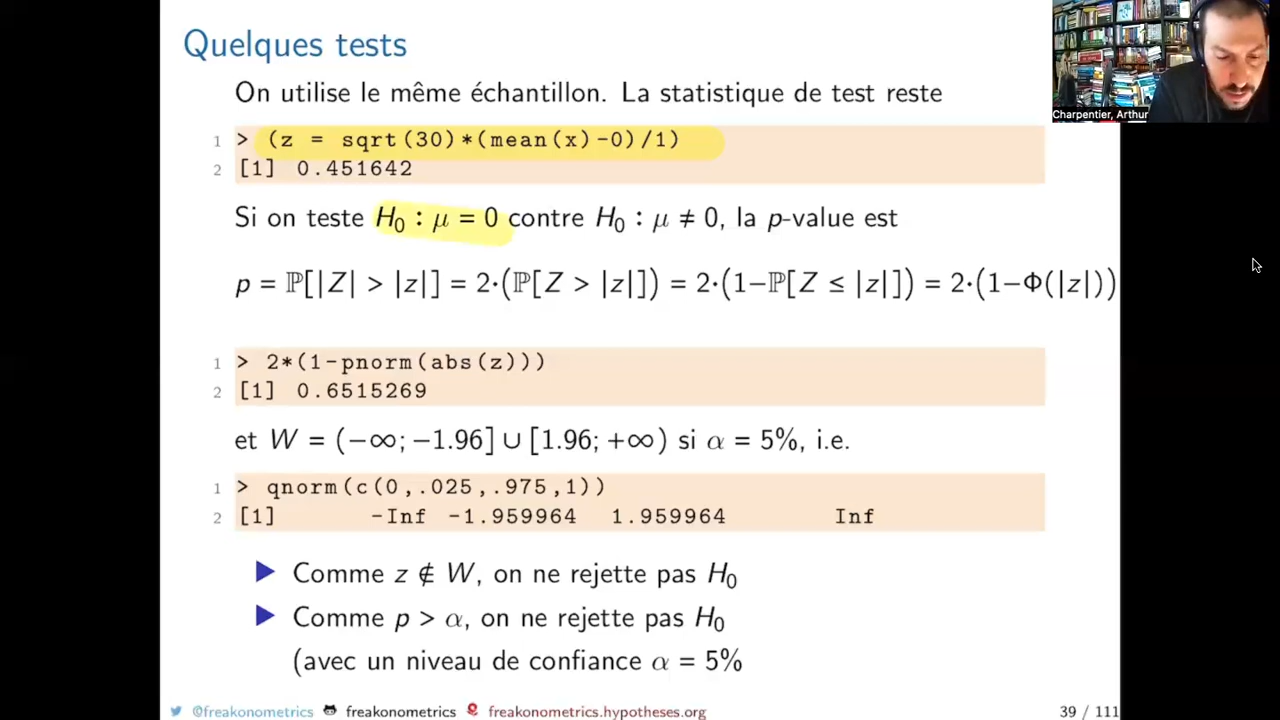 Quelques tests
On utilise le même échantillon. La statistique de test reste
1 > (z = sqrt(30)*(mean(x)-0)/1)
2 [1] 0.451642
Si on teste H₀ : μ = 0 contre H₀ : μ ≠ 0, la p-value est
p = ℙ[|Z| > |z|] = 2·(ℙ[Z > |z|]) = 2·(1−ℙ[Z ≤ |z|]) = 2·(1−Φ(|z|))
1 > 2*(1-pnorm(abs(z)))
2 [1] 0.6515269
et W = (−∞; −1.96] ∪ [1.96; +∞) si α = 5%, i.e.
1 > qnorm(c(0,.025,.975,1))
2 [1] -Inf -1.959964 1.959964 Inf
▶ Comme z ∉ W, on ne rejette pas H₀
▶ Comme p > α, on ne rejette pas H₀
(avec un niveau de confiance α = 5%
@freakonometrics freakonometrics freakonometrics.hypotheses.org 39 / 111
Charpentier, Arthur